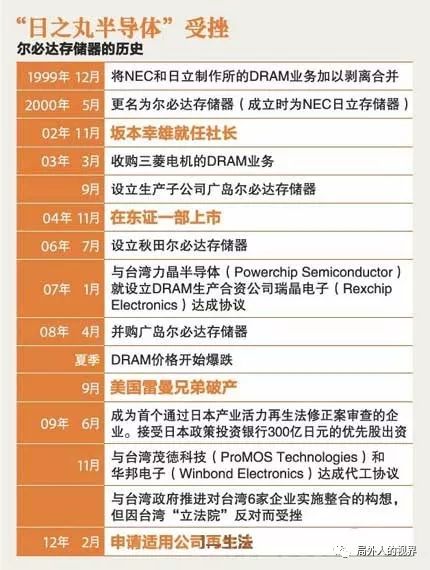 “日之丸半导体”受挫
尔必达存储器的历史
1999年 12月 将NEC和日立制作所的DRAM业务加以剥离合并
2000年 5月 更名为尔必达存储器（成立时为NEC日立存储器）
02年 11月 坂本幸雄就任社长
03年 3月 收购三菱电机的DRAM业务
9月 设立生产子公司广岛尔必达存储器
04年 11月 在东证一部上市
06年 7月 设立秋田尔必达存储器
07年 1月 与台湾力晶半导体（Powerchip Semiconductor）
就设立DRAM生产合资公司瑞晶电子（Rexchip
Electronics）达成协议
08年 4月 并购广岛尔必达存储器
夏季 DRAM价格开始爆跌
9月 美国雷曼兄弟破产
09年 6月 成为首个通过日本产业活力再生法修正案审查的企
业。接受日本政策投资银行300亿日元的优先股出资
11月 与台湾茂德科技（ProMOS Technologies）和
华邦电子（Winbond Electronics）达成代工协议
与台湾政府推进对台湾6家企业实施整合的构想，
但因台湾“立法院”反对而受挫
12年 2月 申请适用公司再生法
局外人的视界